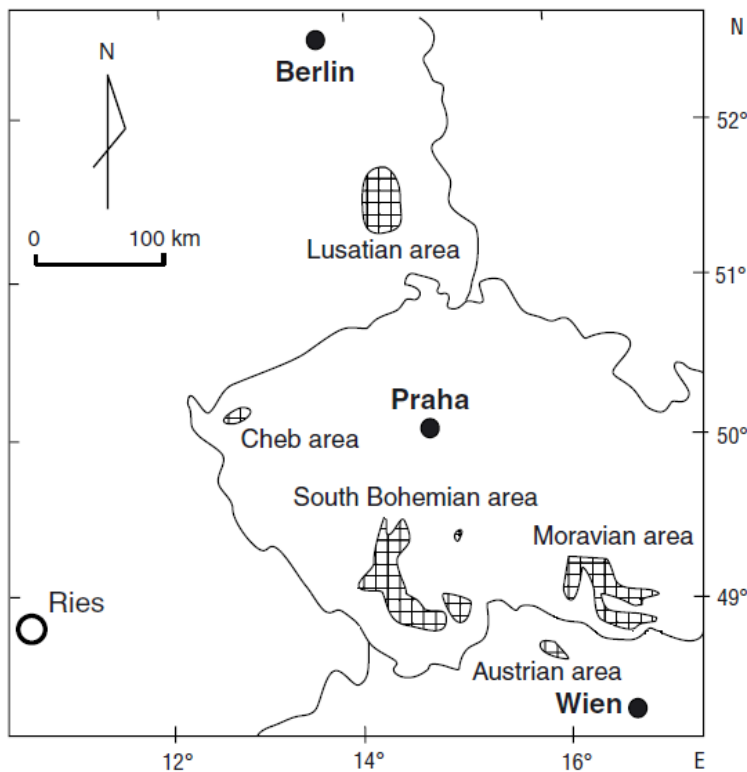 N
N
Berlin
52°
0 100 km
Lusatian area
51°
Praha
50°
Cheb area
South Bohemian area
Moravian area
49°
Ries
Austrian area
Wien
12° 14° 16° E